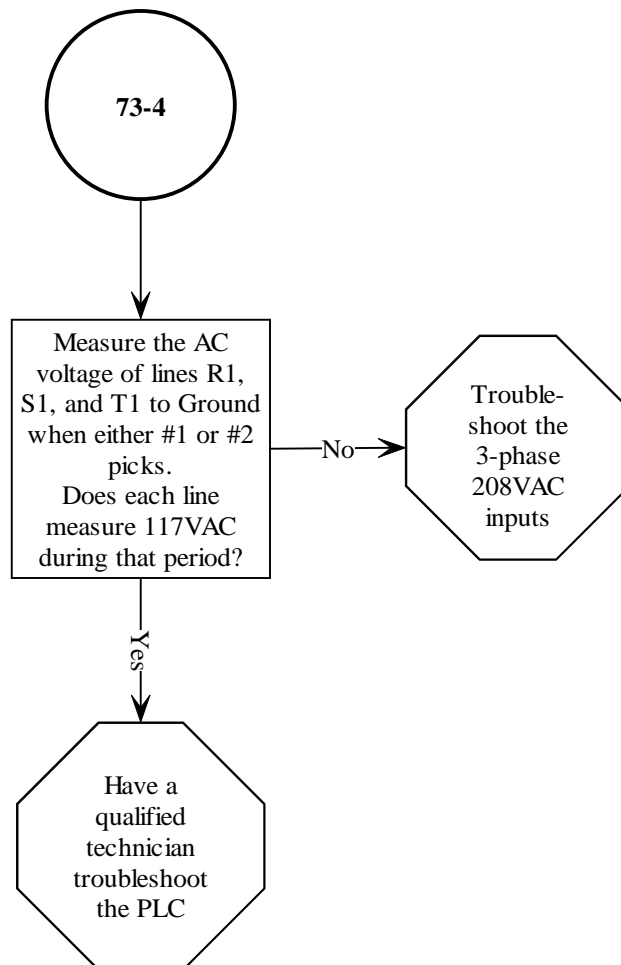 73-4
Measure the AC
voltage of lines R1,
S1, and T1 to Ground
when either #1 or #2
picks.
Does each line
measure 117VAC
during that period?
No
Trouble-
shoot the
3-phase
208VAC
inputs
Yes
Have a
qualified
technician
troubleshoot
the PLC